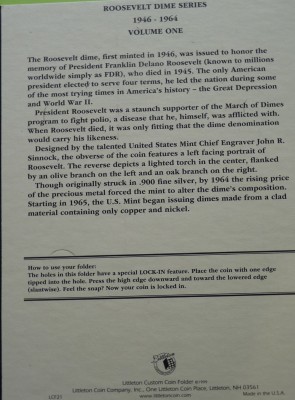 ROOSEVELT DIME SERIES
1946 - 1964
VOLUME ONE
The Roosevelt dime, first minted in 1946, was issued to honor the
memory of President Franklin Delano Roosevelt (known to millions
worldwide simply as FDR), who died in 1945. The only American
president elected to serve four terms, he led the nation during some
of the most trying times in America's history – the Great Depression
and World War II.
President Roosevelt was a staunch supporter of the March of Dimes
program to fight polio, a disease that he, himself, was afflicted with.
When Roosevelt died, it was only fitting that the dime denomination
would carry his likeness.
Designed by the talented United States Mint Chief Engraver John R.
Sinnock, the obverse of the coin features a left facing portrait of
Roosevelt. The reverse depicts a lighted torch in the center, flanked
by an olive branch on the left and an oak branch on the right.
Though originally struck in .900 fine silver, by 1964 the rising price
of the precious metal forced the mint to alter the dime's composition.
Starting in 1965, the U.S. Mint began issuing dimes made from a clad
material containing only copper and nickel.
How to use your folder:
The holes in this folder have a special LOCK-IN feature. Place the coin with one edge
tipped into the hole. Press the high edge downward and toward the lowered edge
(slantwise). Feel the snap? Now your coin is locked in.
Littleton Custom Coin Folder
Littleton Coin Company, Inc., One Littleton Coin Place, Littleton, NH 03561
LCF21 www.littletoncoin.com Made in the U.S.A.